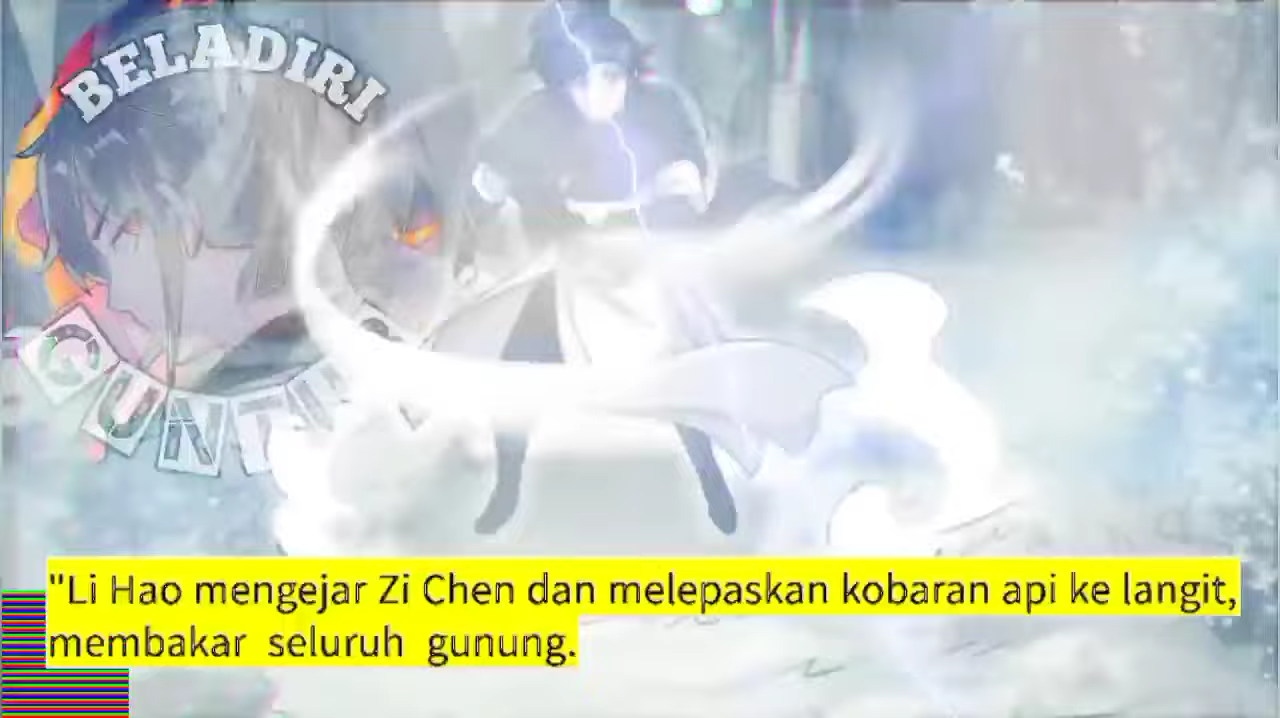 BELADIRI
"Li Hao mengejar Zi Chen dan melepaskan kobaran api ke langit,
membakar seluruh gunung.